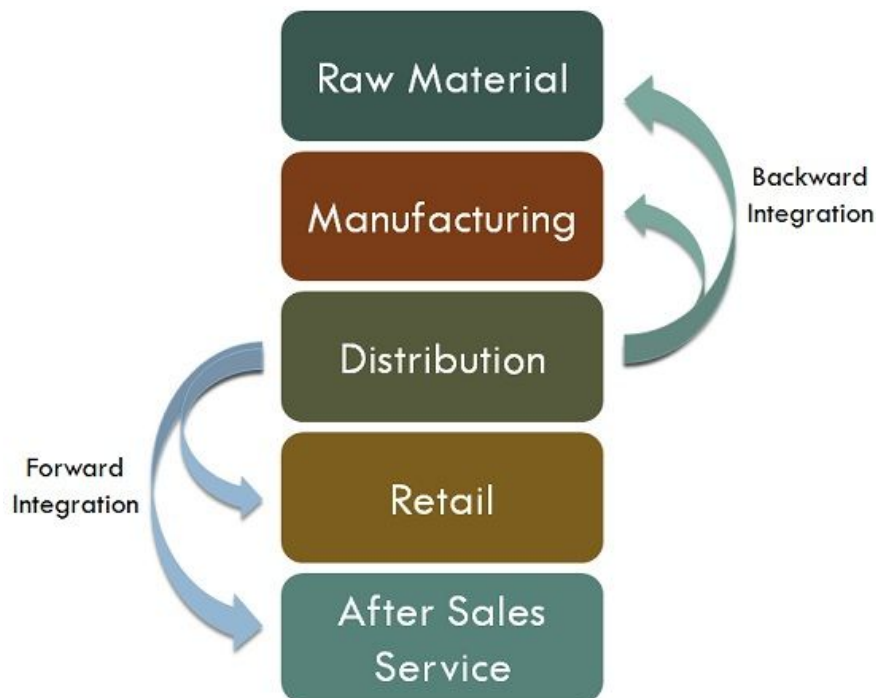 Raw Material
Manufacturing
Backward
Integration
Distribution
Forward
Integration
Retail
After Sales
Service